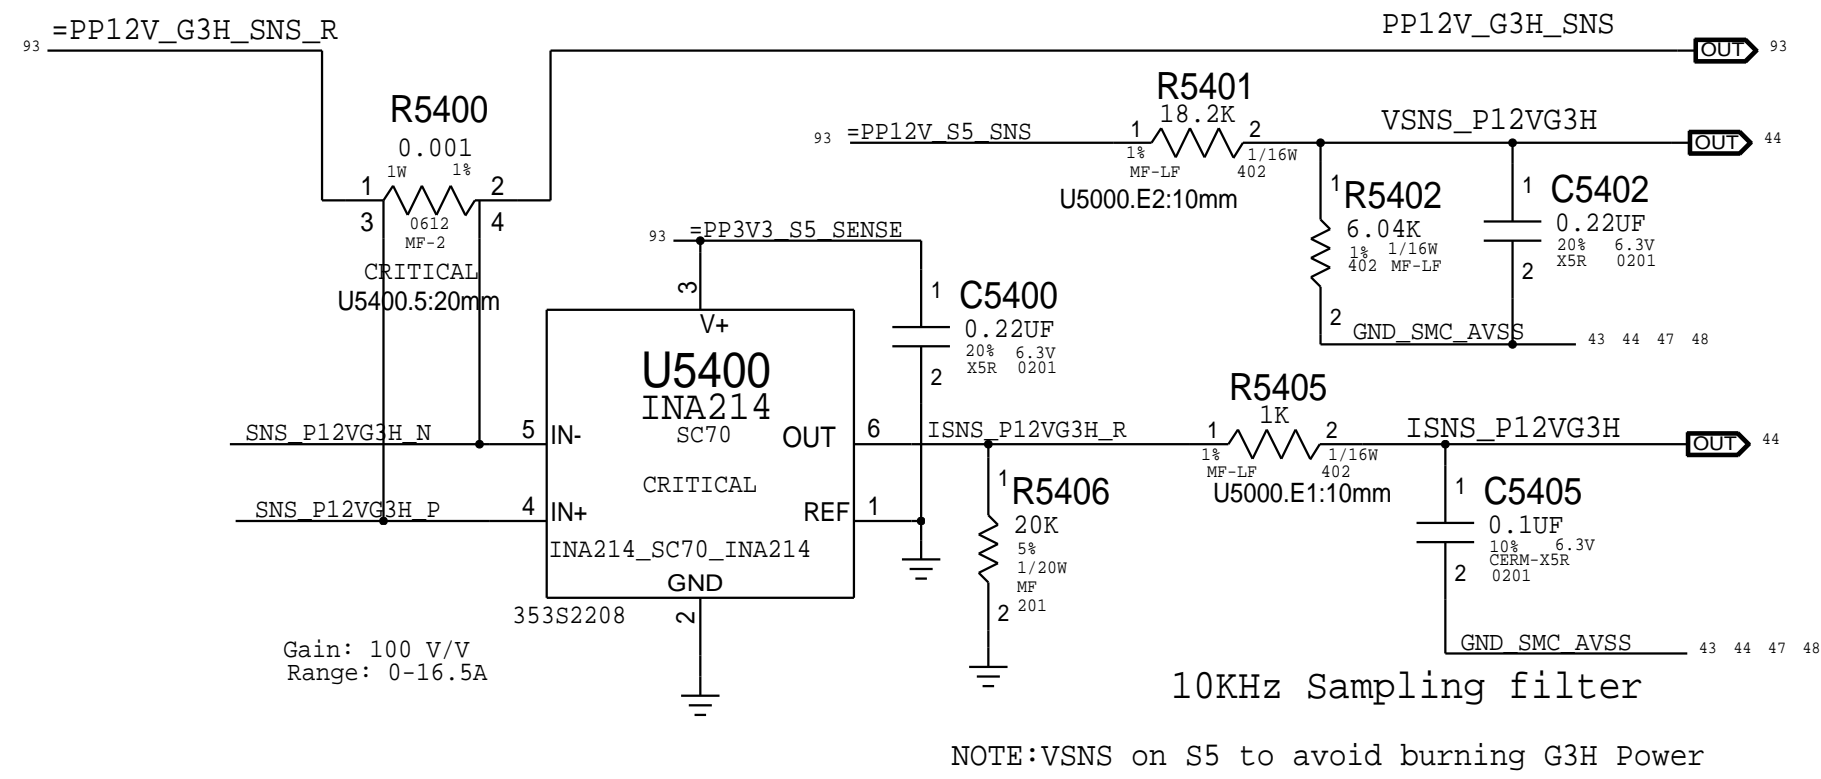 =PP12V_G3H_SNS_R
93
PP12V_G3H_SNS
OUT 93
R5400
0.001
1W 1%
1 2
3 4
0612
MF-2
CRITICAL
U5400.5:20mm
93 =PP12V_S5_SNS
R5401
18.2K
1 2
1% 1/16W
MF-LF 402
U5000.E2:10mm
VSNS_P12VG3H
OUT 44
1
R5402
6.04K
1% 1/16W
402 MF-LF
2
1
C5402
0.22UF
20% 6.3V
X5R 0201
2
GND_SMC_AVSS 43 44 47 48
93 =PP3V3_S5_SENSE
3
V+
U5400
INA214
SC70
CRITICAL
1
C5400
0.22UF
20% 6.3V
X5R 0201
2
SNS_P12VG3H_N 5 IN-
SNS_P12VG3H_P 4 IN+
OUT 6 ISNS_P12VG3H_R
REF 1
INA214_SC70_INA214
GND
2
353S2208
R5405
1K
1 2
1% 1/16W
MF-LF 402
U5000.E1:10mm
ISNS_P12VG3H
OUT 44
1
R5406
20K
5%
1/20W
MF
201
2
1
C5405
0.1UF
10% 6.3V
CERM-X5R
0201
2
GND_SMC_AVSS 43 44 47 48
Gain: 100 V/V
Range: 0-16.5A
10KHz Sampling filter
NOTE:VSNS on S5 to avoid burning G3H Power